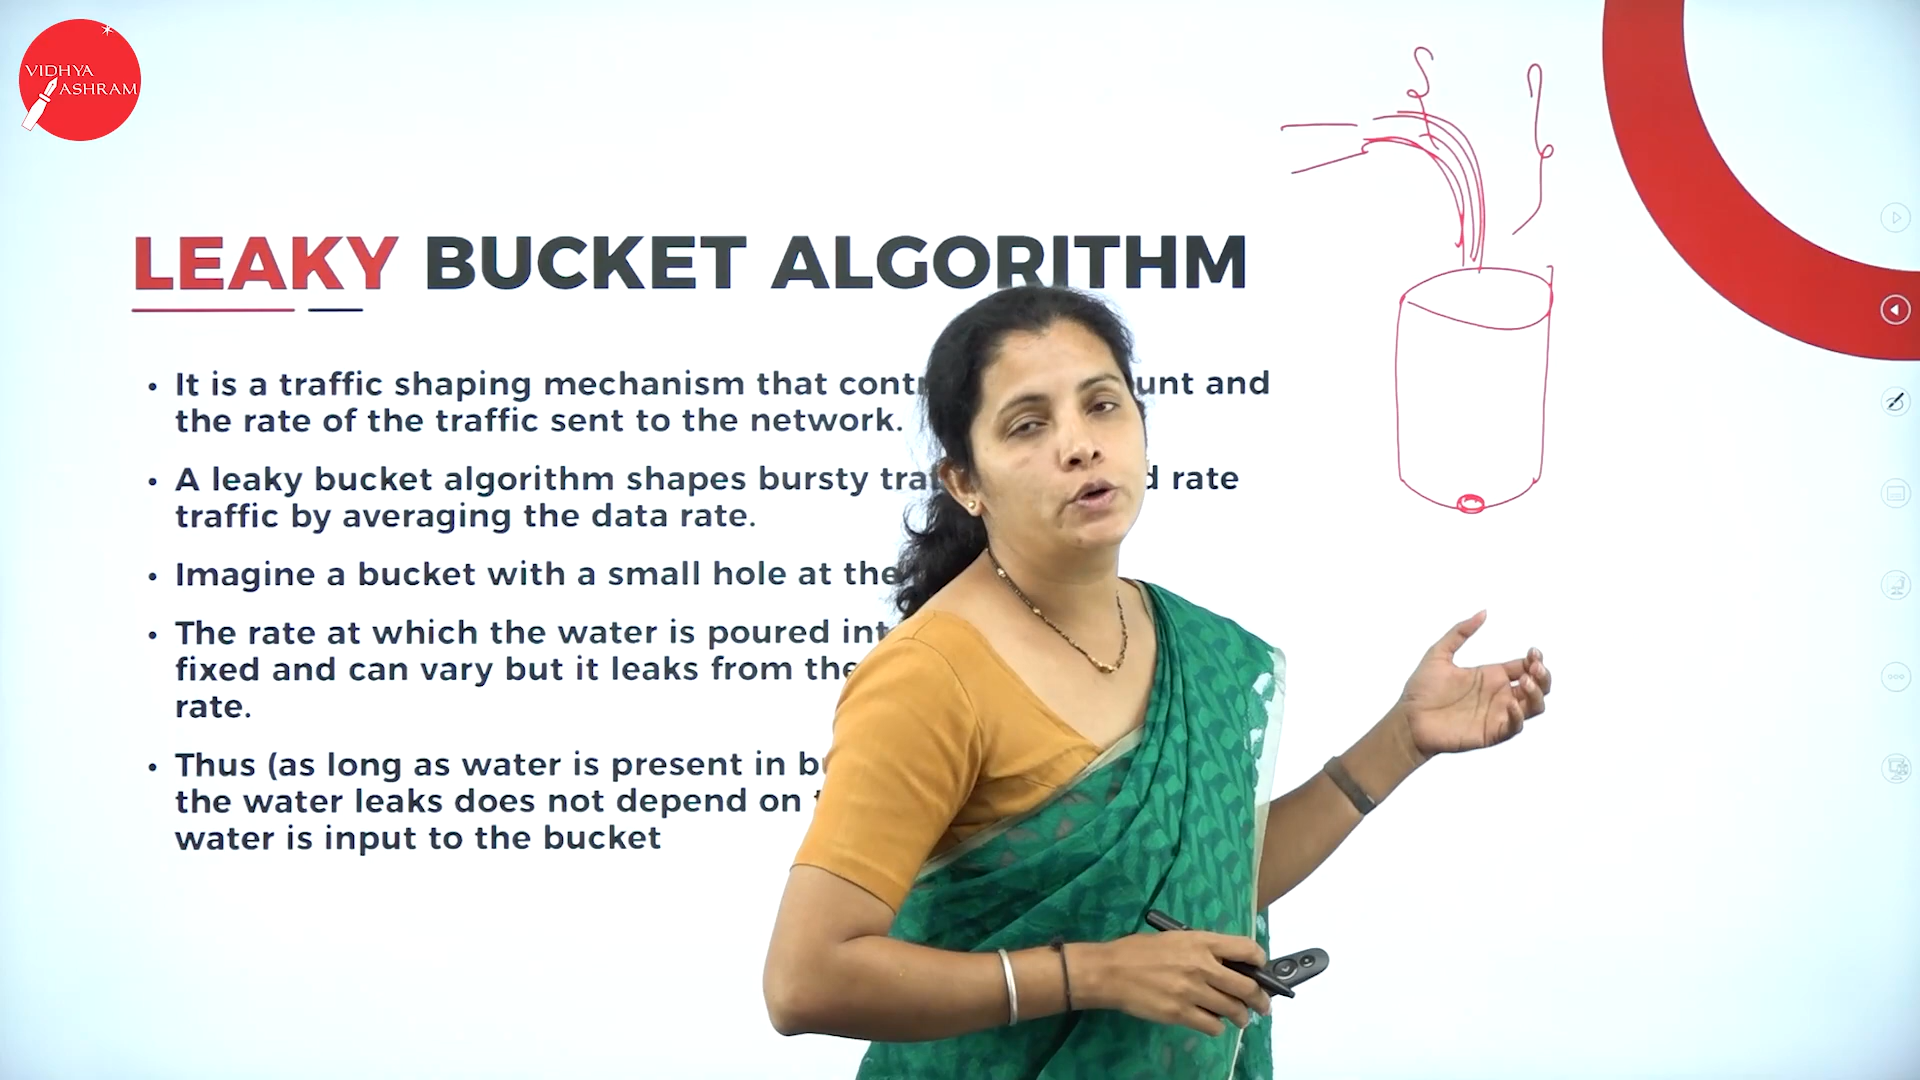 VIDHYA
ASHRAM
LEAKY BUCKET ALGORITHM
• It is a traffic shaping mechanism that and
the rate of the traffic sent to the network.
• A leaky bucket algorithm shapes bursty rate
traffic by averaging the data rate.
• Imagine a bucket with a small hole at the
• The rate at which the water is poured
fixed and can vary but it leaks from the
rate.
• Thus (as long as water is present in
the water leaks does not depend on
water is input to the bucket